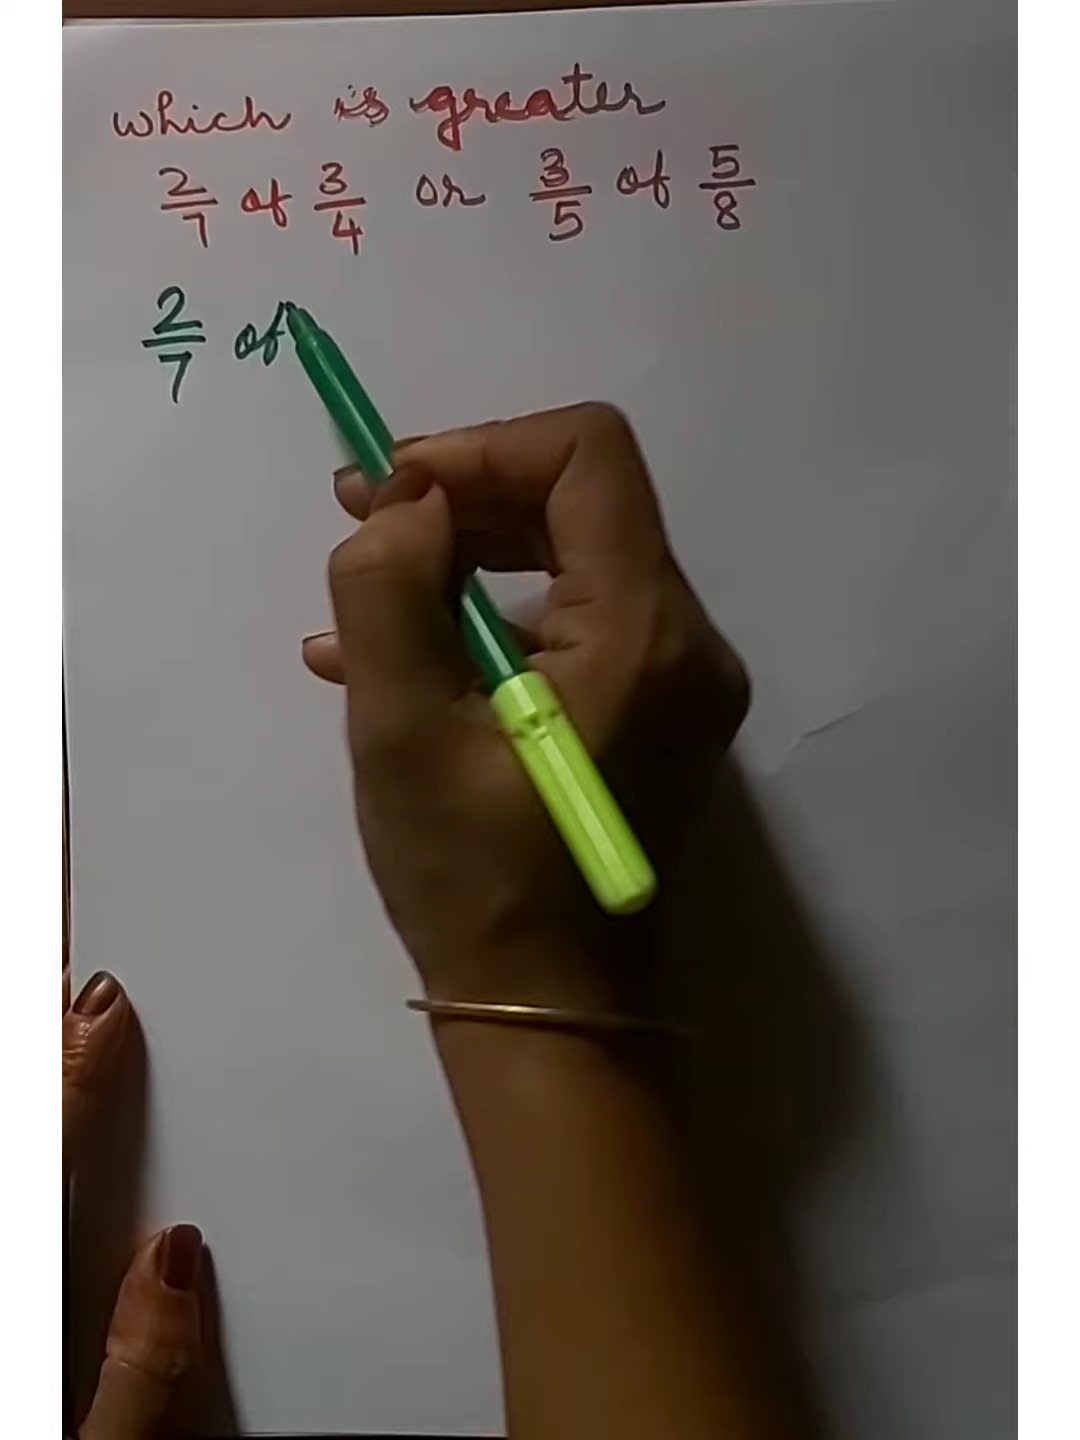 which is greater
2/7 of 3/4 or 3/5 of 5/8
2/7 of